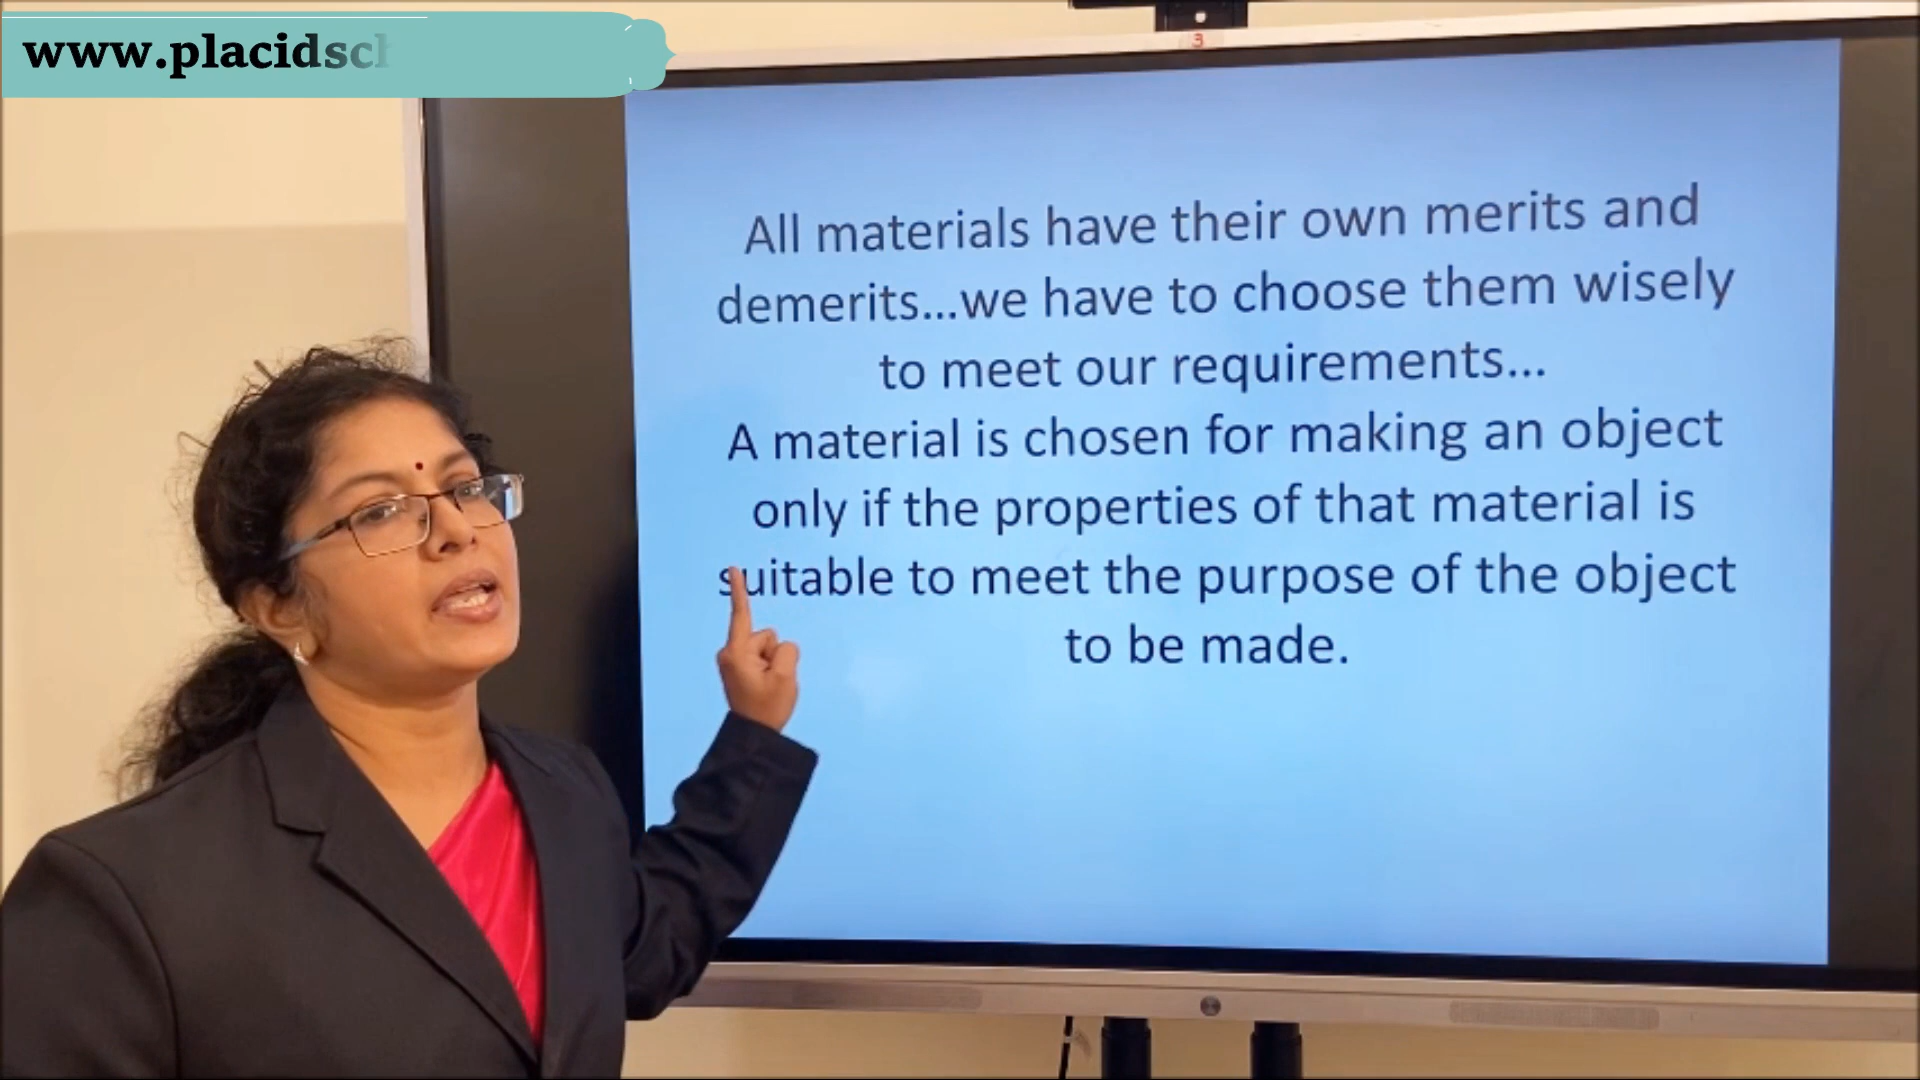 www.placidsch
3
All materials have their own merits and
demerits...we have to choose them wisely
to meet our requirements...
A material is chosen for making an object
only if the properties of that material is
suitable to meet the purpose of the object
to be made.